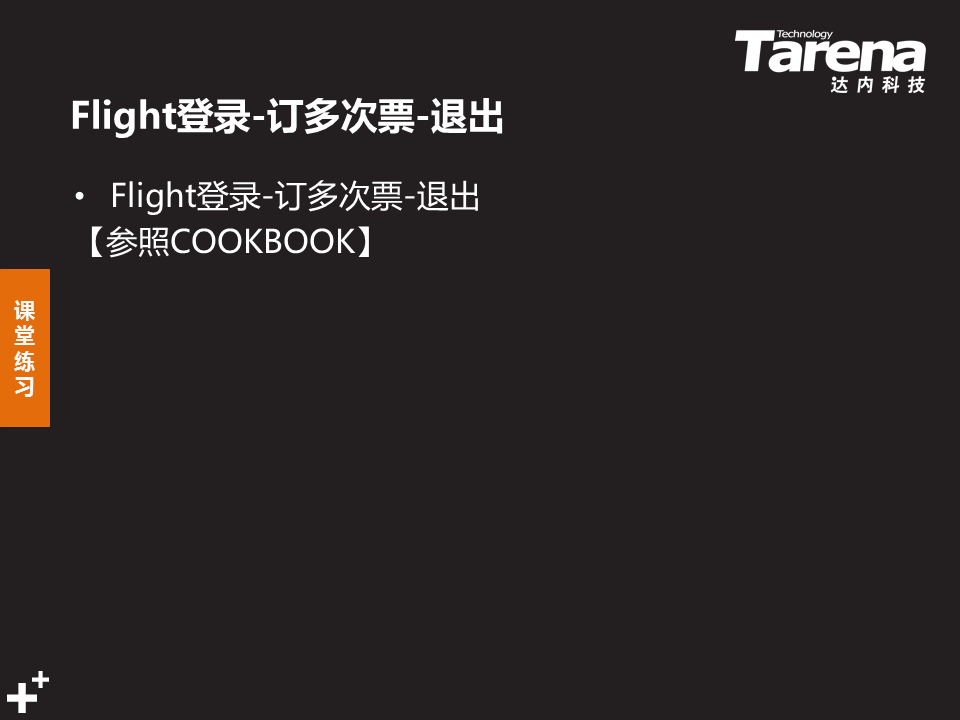 Technology
Tarena
达内科技
Flight登录-订多次票-退出
• Flight登录-订多次票-退出
【参照COOKBOOK】
课
堂
练
习